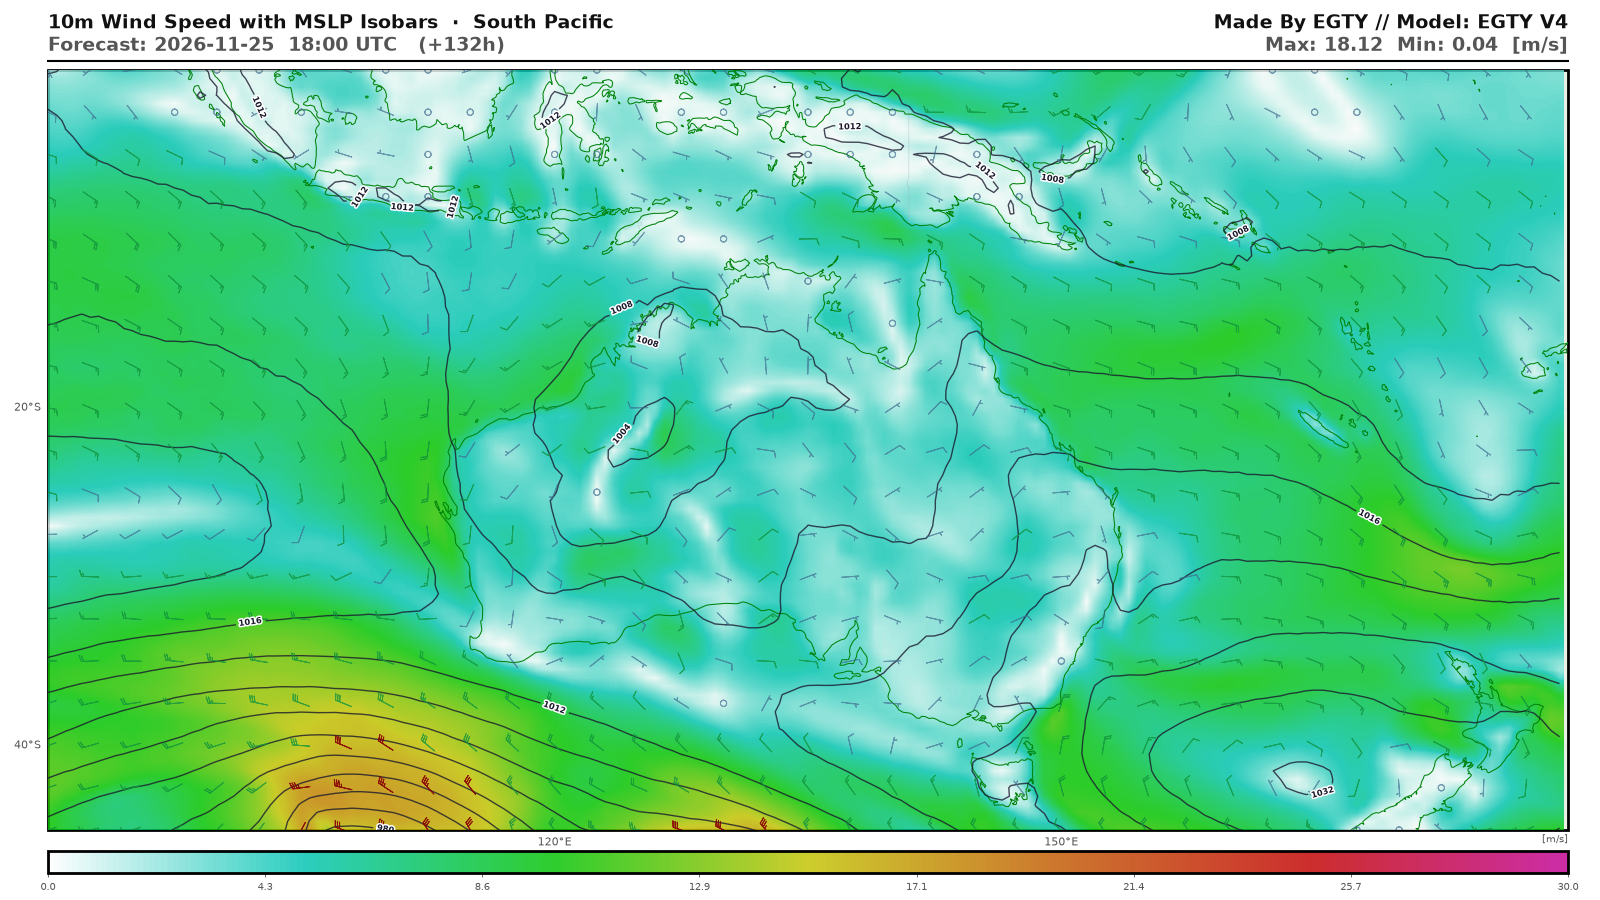 10m Wind Speed with MSLP Isobars · South Pacific
Made By EGTY // Model: EGTY V4
Forecast: 2026-11-25 18:00 UTC (+132h)
Max: 18.12 Min: 0.04 [m/s]
1012
1012
1012
1012
1008
1012
1012
1012
1008
1008
1008
20°S
1004
1016
1016
1012
40°S
1032
980
120°E
150°E
[m/s]
0.0
4.3
8.6
12.9
17.1
21.4
25.7
30.0